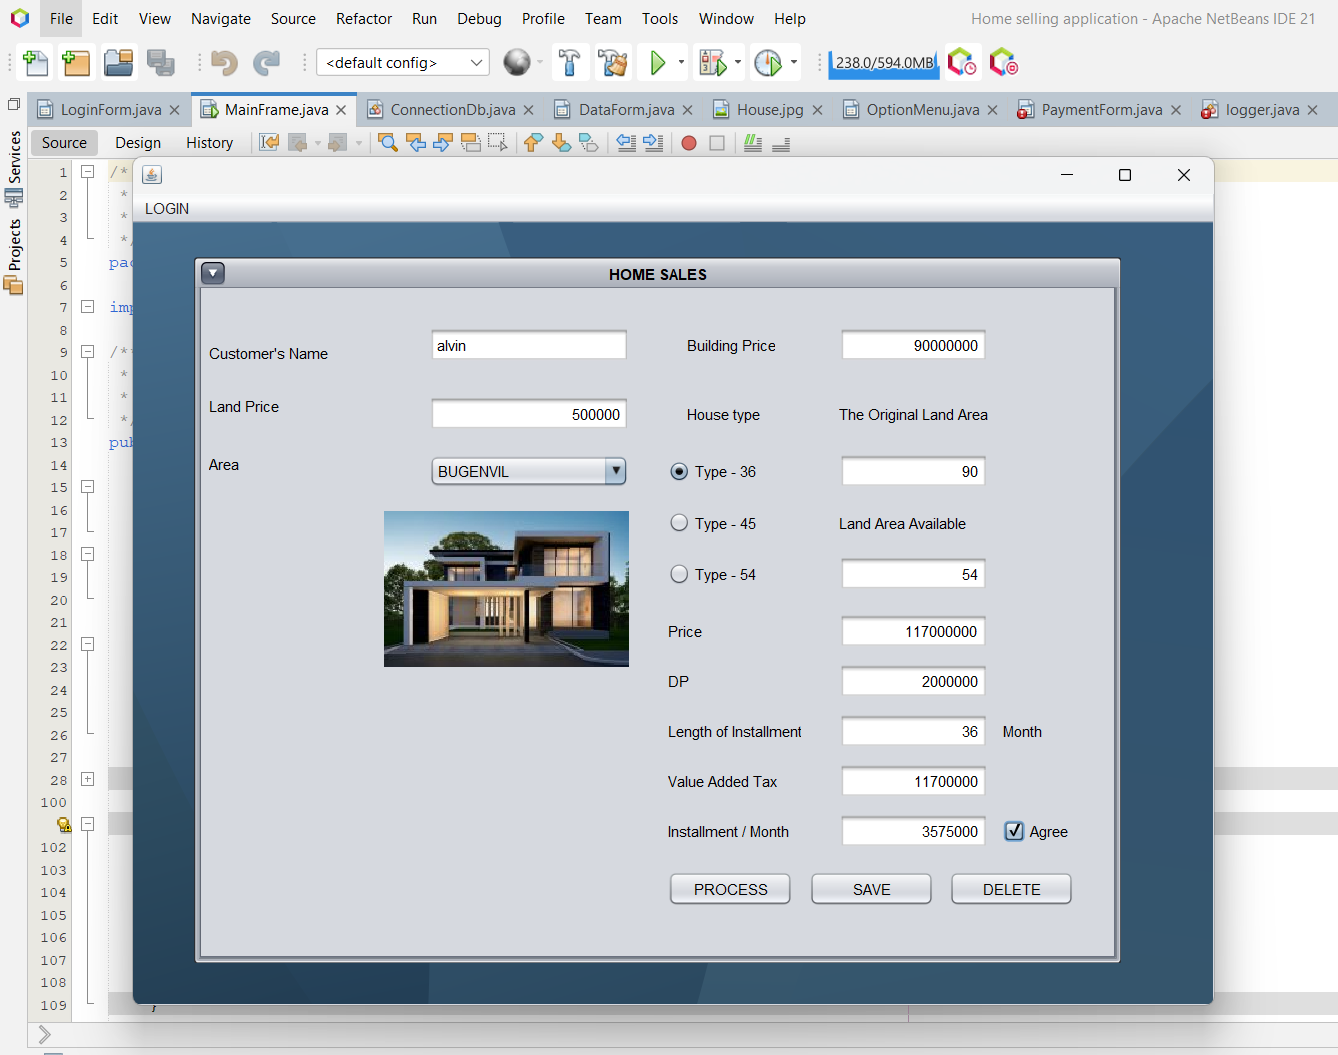 File Edit View Navigate Source Refactor Run Debug Profile Team Tools Window Help Home selling application - Apache NetBeans IDE 21
<default config> 238.0/594.0MB
LoginForm.java MainFrame.java ConnectionDb.java DataForm.java House.jpg OptionMenu.java PaymentForm.java logger.java
Source Design History
Services
Projects
1 /*
2 *
3 *
4 */
5 pac
6
7 imp
8
9 /**
10 *
11 *
12 */
13 pub
14
15
16
17
18
19
20
21
22
23
24
25
26
27
28
100
102
103
104
105
106
107
108
109 }
LOGIN
HOME SALES
Customer's Name alvin
Land Price 500000
Area BUGENVIL
Building Price 90000000
House type The Original Land Area
Type - 36 90
Type - 45 Land Area Available
Type - 54 54
Price 117000000
DP 2000000
Length of Installment 36 Month
Value Added Tax 11700000
Installment / Month 3575000 Agree
PROCESS SAVE DELETE